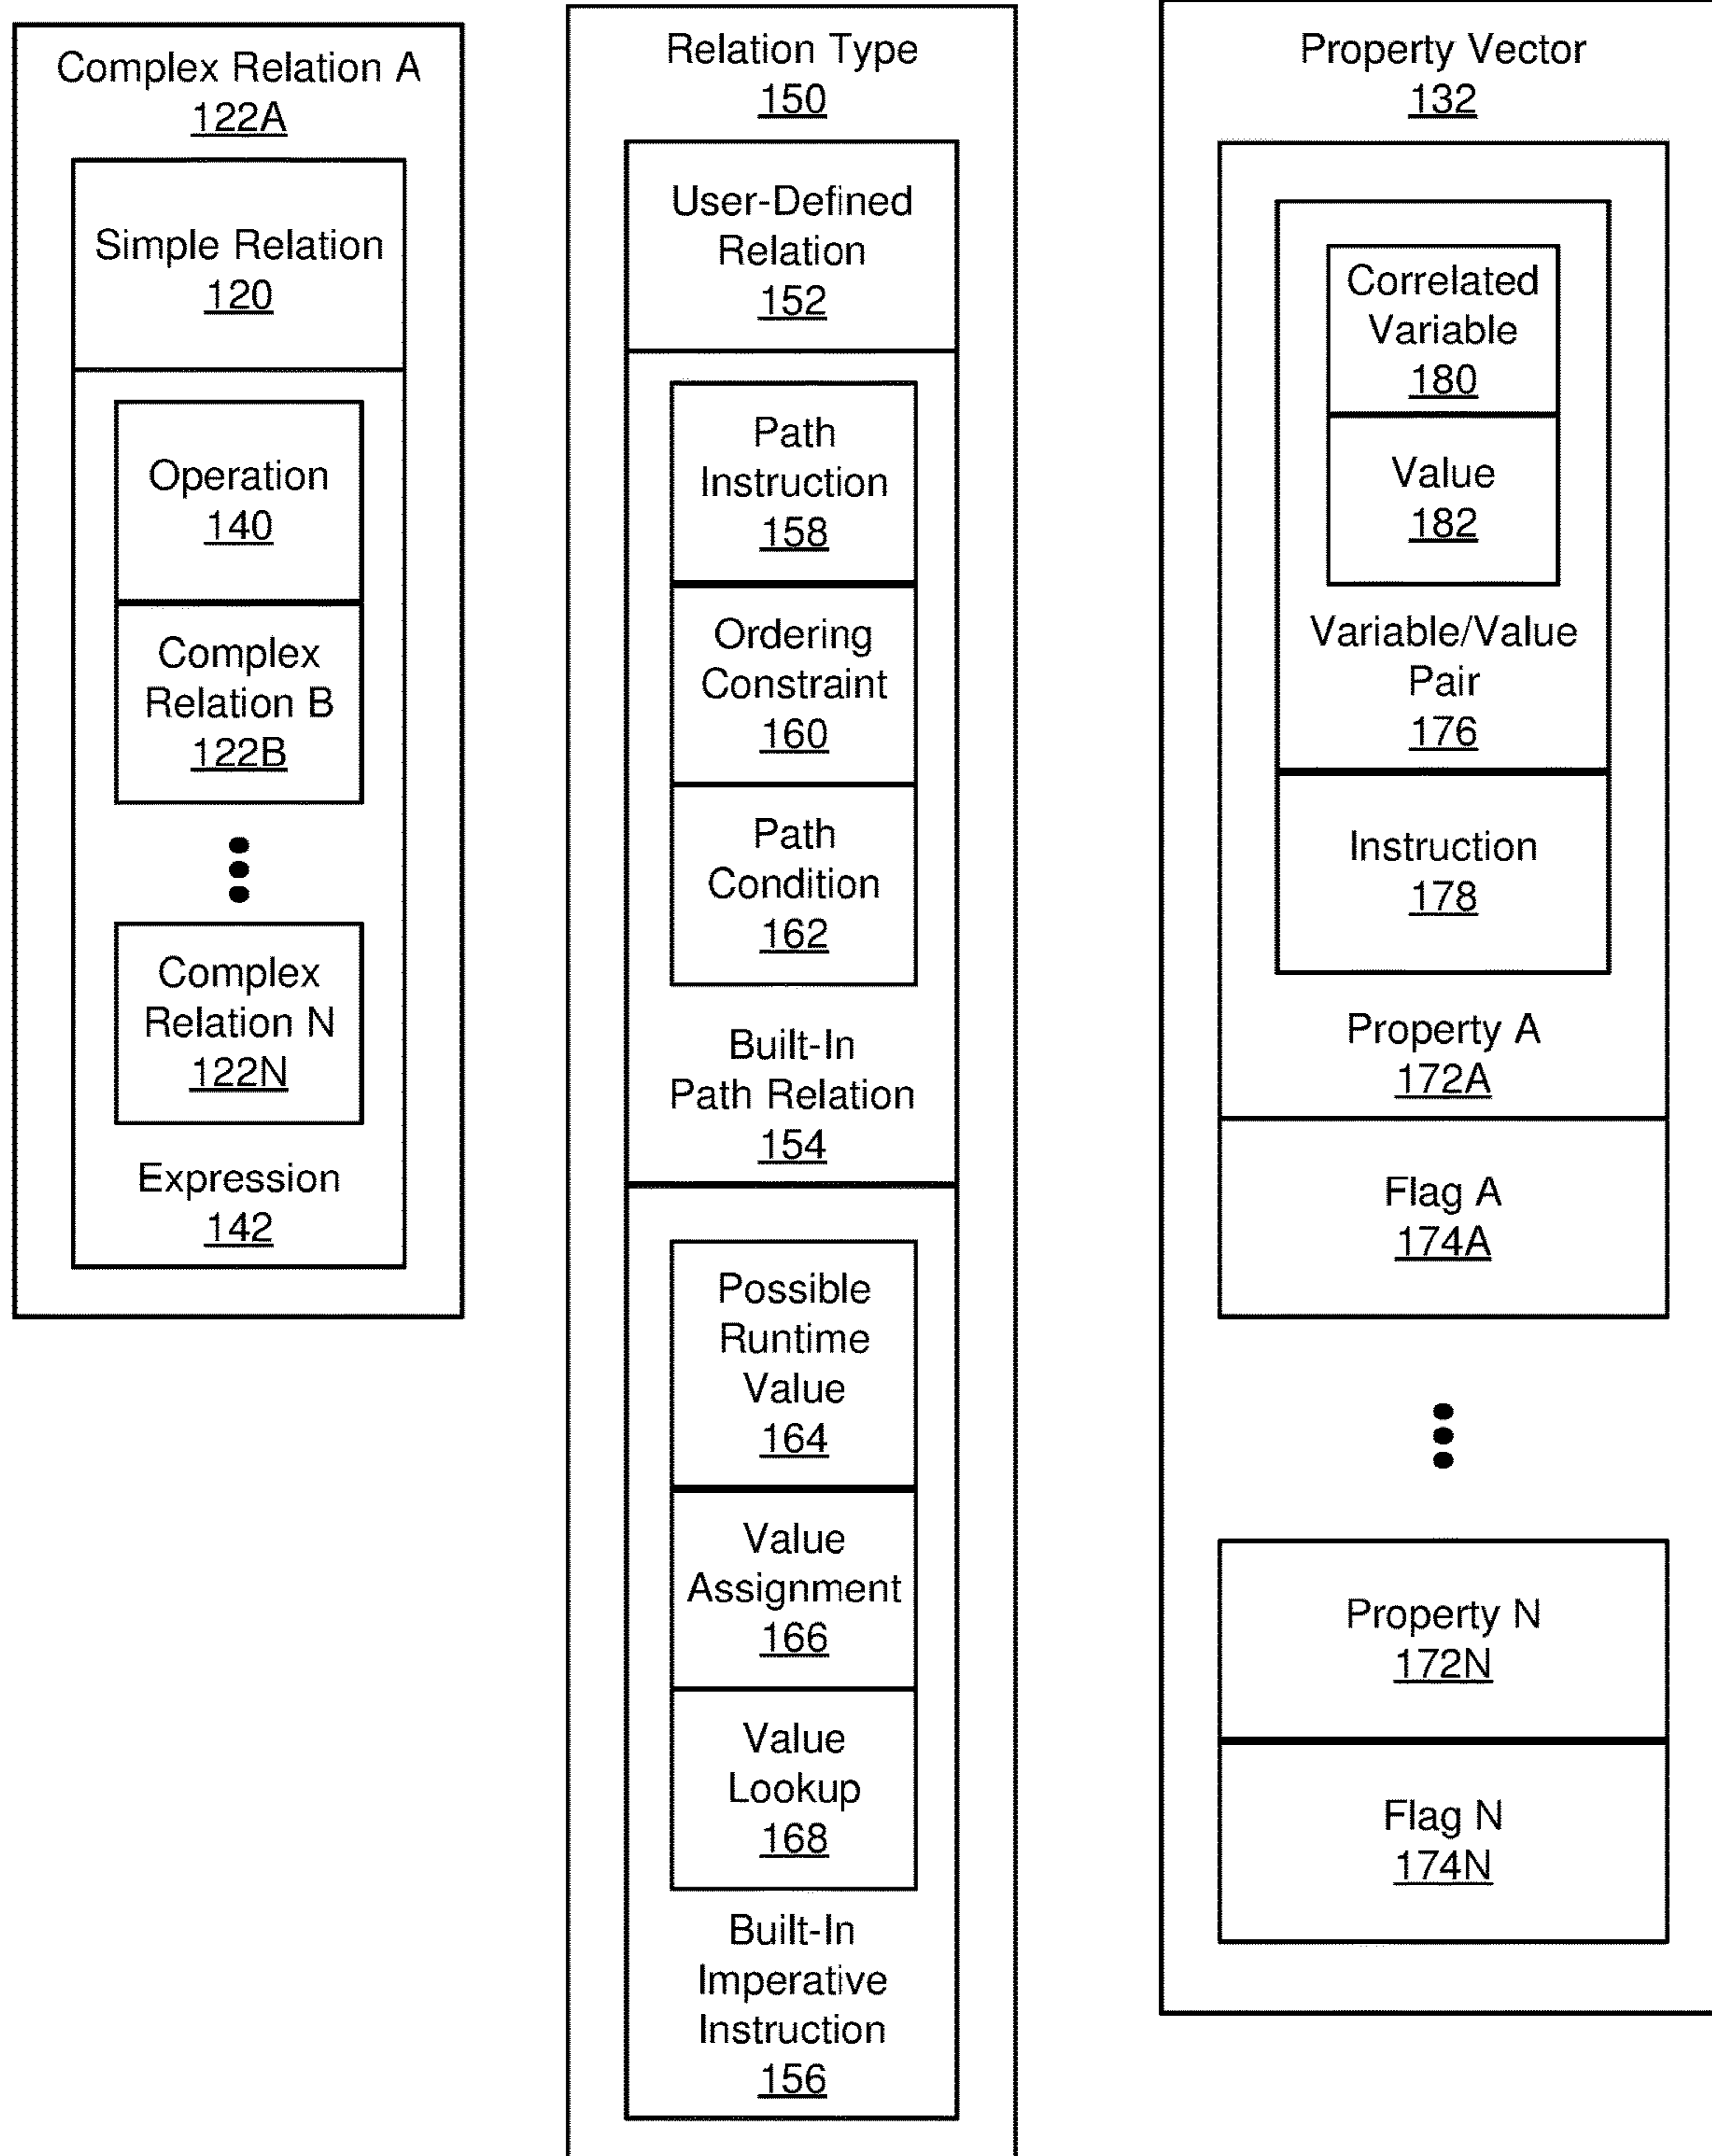 Complex Relation A
122A
Simple Relation
120
Operation
140
Complex
Relation B
122B
Complex
Relation N
122N
Expression
142
Relation Type
150
User-Defined
Relation
152
Path
Instruction
158
Ordering
Constraint
160
Path
Condition
162
Built-In
Path Relation
154
Possible
Runtime
Value
164
Value
Assignment
166
Value
Lookup
168
Built-In
Imperative
Instruction
156
Property Vector
132
Correlated
Variable
180
Value
182
Variable/Value
Pair
176
Instruction
178
Property A
172A
Flag A
174A
Property N
172N
Flag N
174N